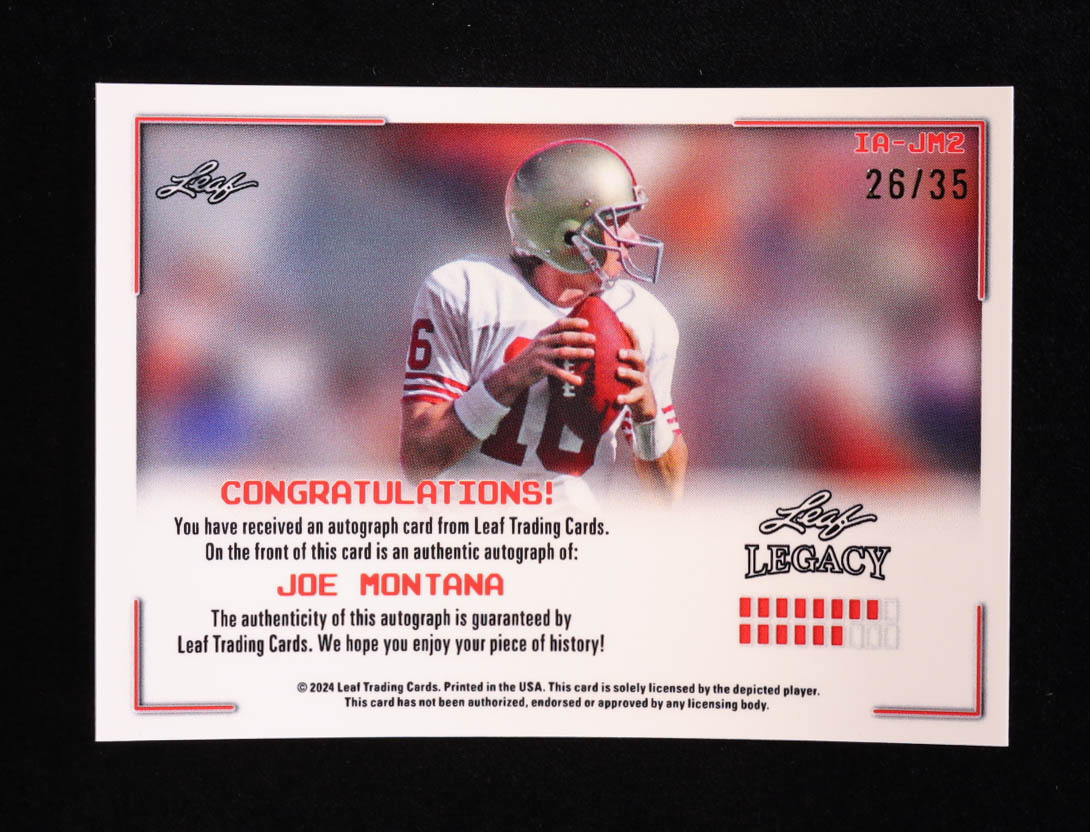 Leaf
IA-JM2
26/35
6
16
CONGRATULATIONS!
You have received an autograph card from Leaf Trading Cards.
On the front of this card is an authentic autograph of:
JOE MONTANA
The authenticity of this autograph is guaranteed by
Leaf Trading Cards. We hope you enjoy your piece of history!
Leaf
LEGACY
© 2024 Leaf Trading Cards. Printed in the USA. This card is solely licensed by the depicted player.
This card has not been authorized, endorsed or approved by any licensing body.